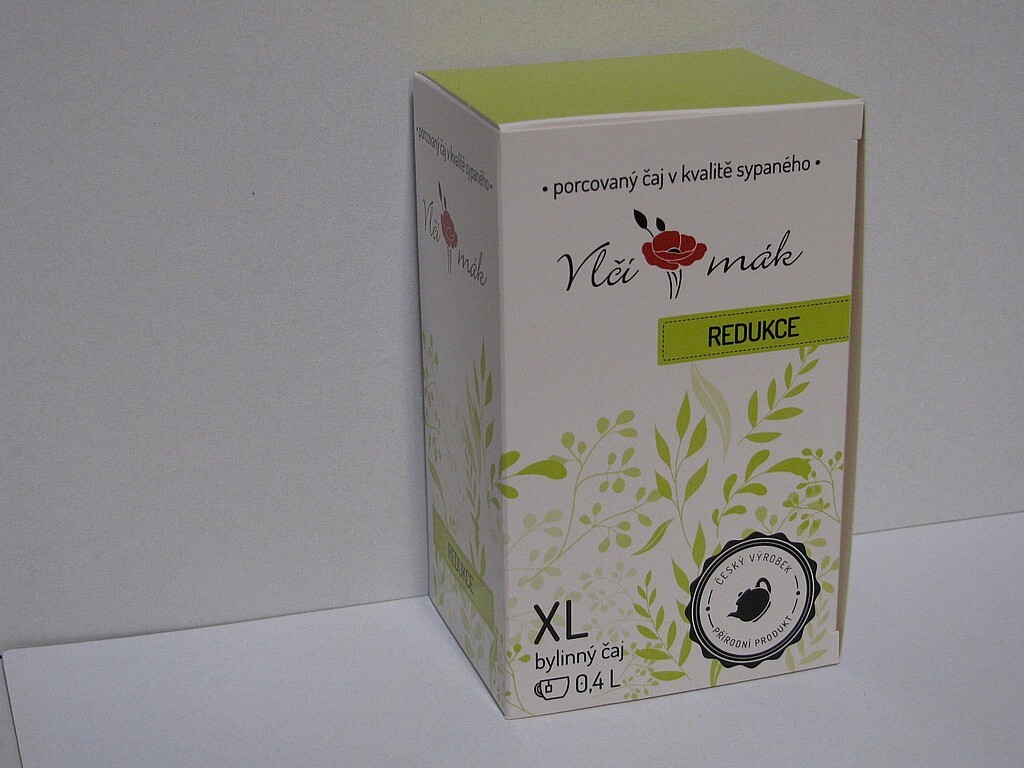 • porcovaný čaj v kvalitě sypaného •
Vlčí mák
REDUKCE
XL
bylinný čaj
0,4 L
ČESKÝ VÝROBEK
PŘÍRODNÍ PRODUKT
• porcovaný čaj v kvalitě sypaného •
Vlčí mák
REDUKCE